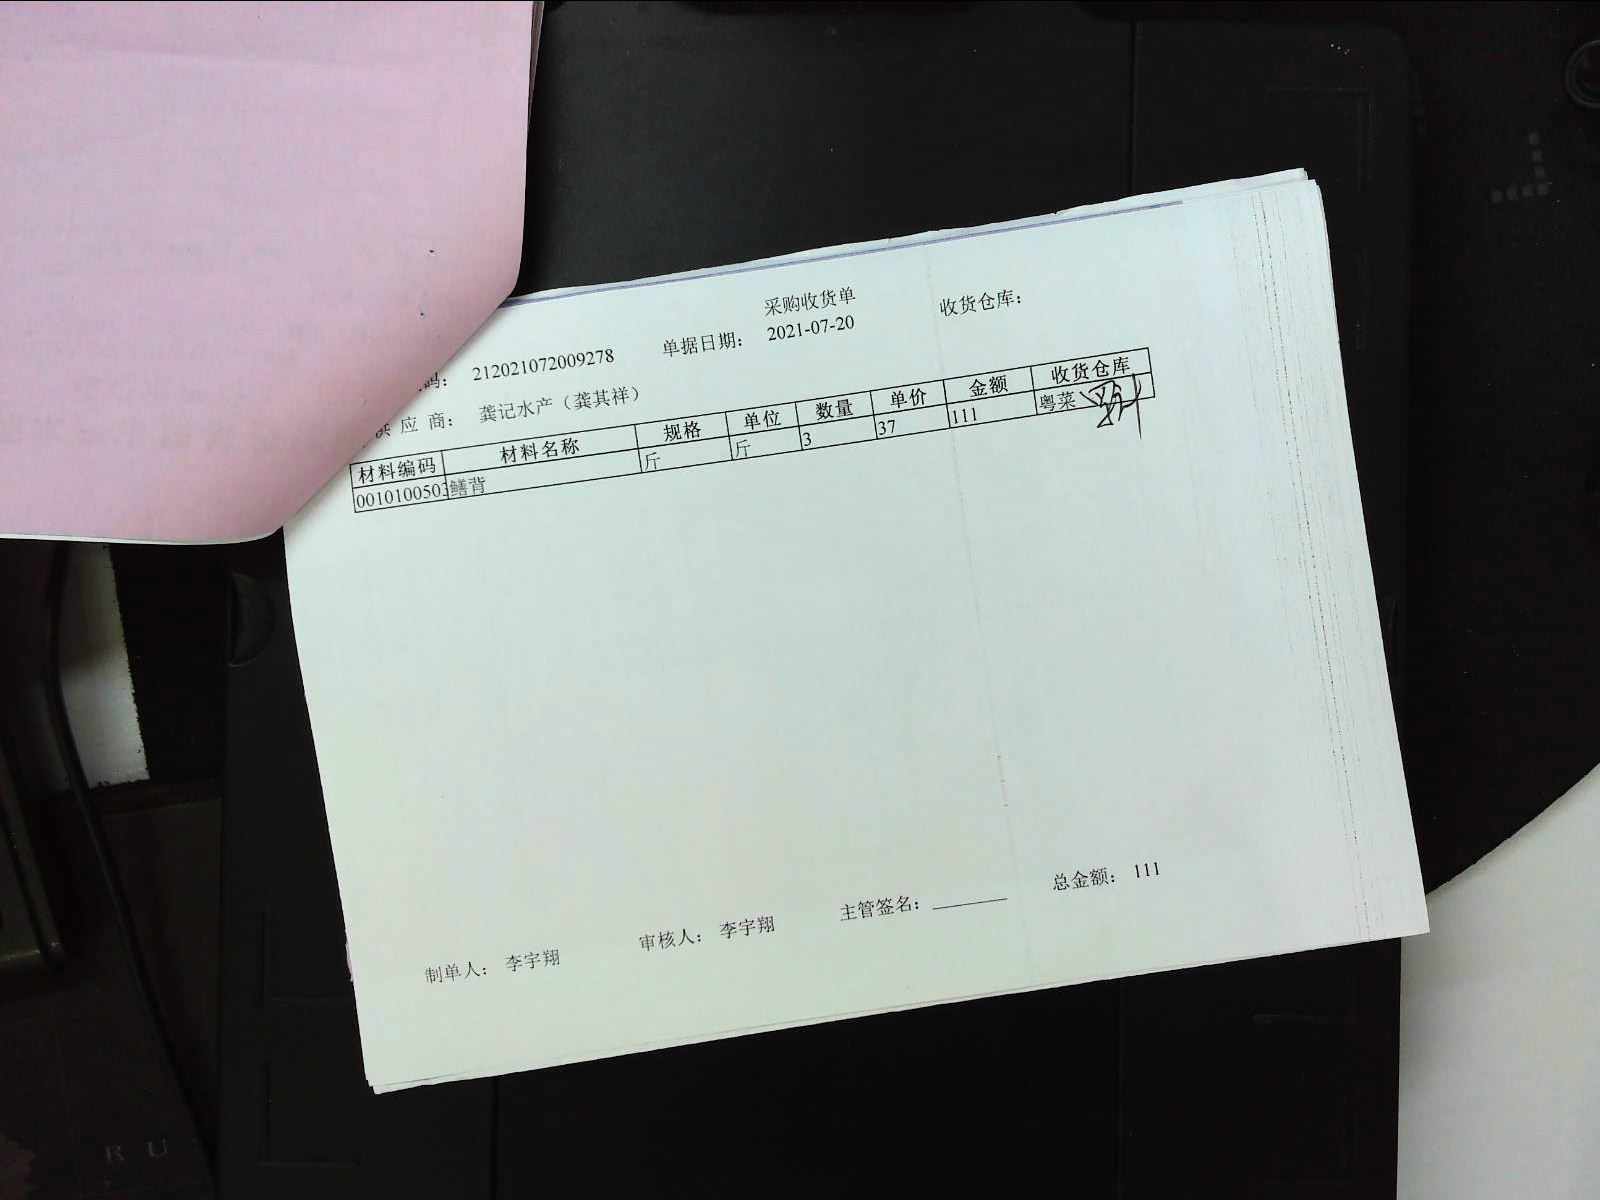 采购收货单
码： 212021072009278 单据日期： 2021-07-20 收货仓库：
供 应 商： 龚记水产（龚其祥）
材料编码 材料名称 规格 单位 数量 单价 金额 收货仓库
0010100503 鳝背 斤 斤 3 37 111 粤菜
总金额： 111
制单人： 李宇翔 审核人： 李宇翔 主管签名：
R U